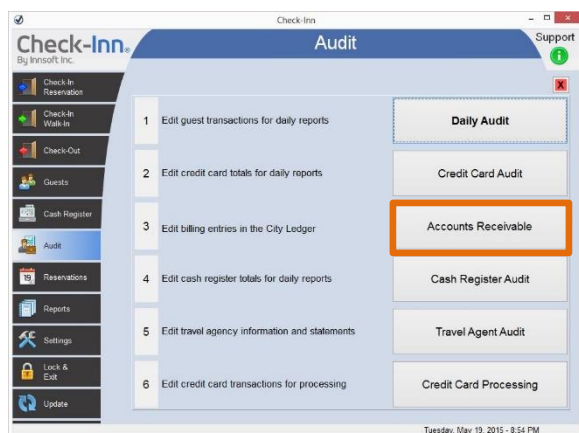 Check-Inn
Check-Inn®
By Innsoft Inc.
Audit
Support
X
Check-In
Reservation
Check-In
Walk-In
Check-Out
Guests
Cash Register
Audit
19
Reservations
Reports
Settings
Lock &
Exit
Update
1 Edit guest transactions for daily reports Daily Audit
2 Edit credit card totals for daily reports Credit Card Audit
3 Edit billing entries in the City Ledger Accounts Receivable
4 Edit cash register totals for daily reports Cash Register Audit
5 Edit travel agency information and statements Travel Agent Audit
6 Edit credit card transactions for processing Credit Card Processing
Tuesday, May 19, 2015 - 8:54 PM